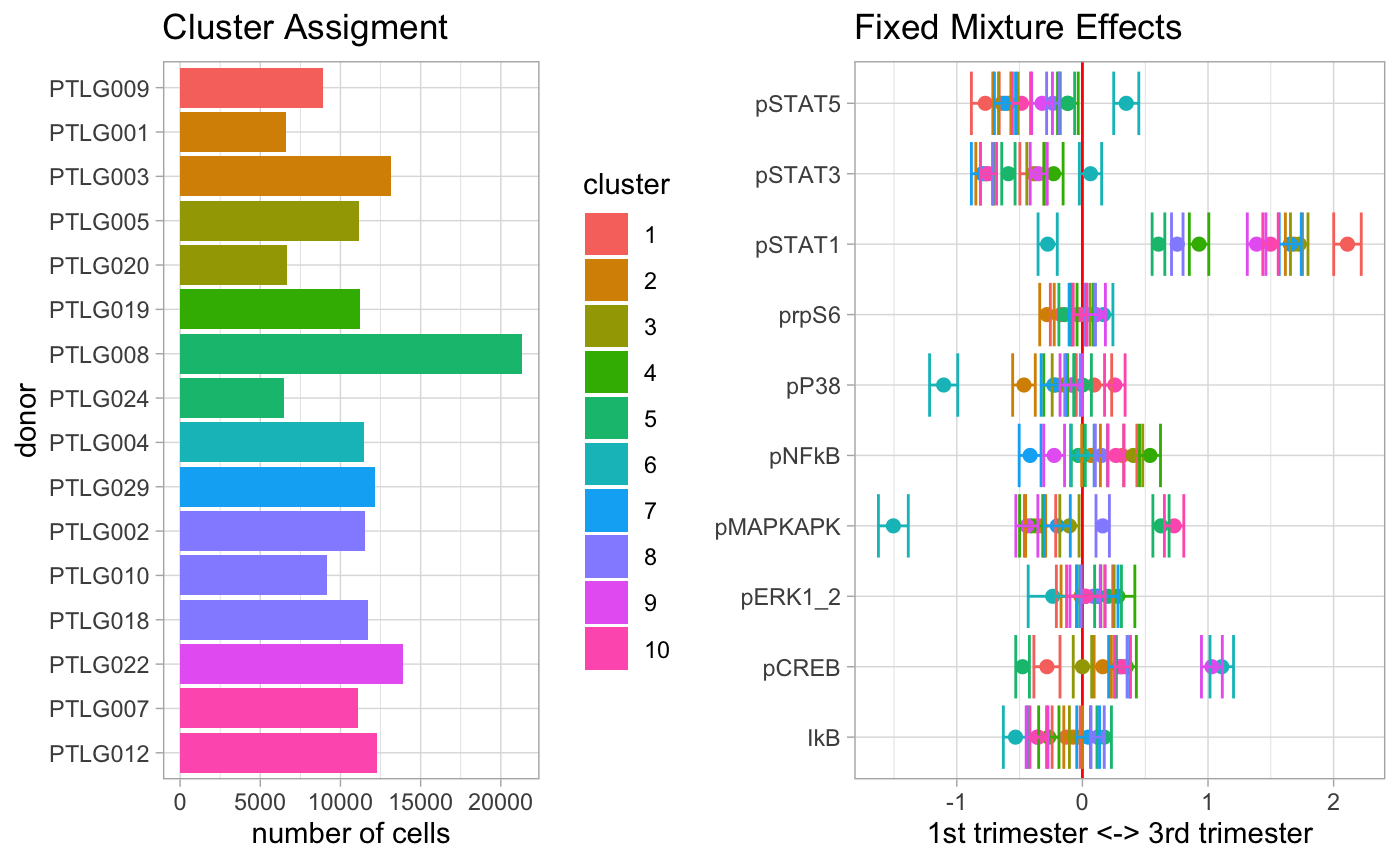 Cluster Assigment
donor
PTLG009
PTLG001
PTLG003
PTLG005
PTLG020
PTLG019
PTLG008
PTLG024
PTLG004
PTLG029
PTLG002
PTLG010
PTLG018
PTLG022
PTLG007
PTLG012
0 5000 10000 15000 20000
number of cells
cluster
1
2
3
4
5
6
7
8
9
10
Fixed Mixture Effects
pSTAT5
pSTAT3
pSTAT1
prpS6
pP38
pNFkB
pMAPKAPK
pERK1_2
pCREB
IkB
-1 0 1 2
1st trimester <-> 3rd trimester